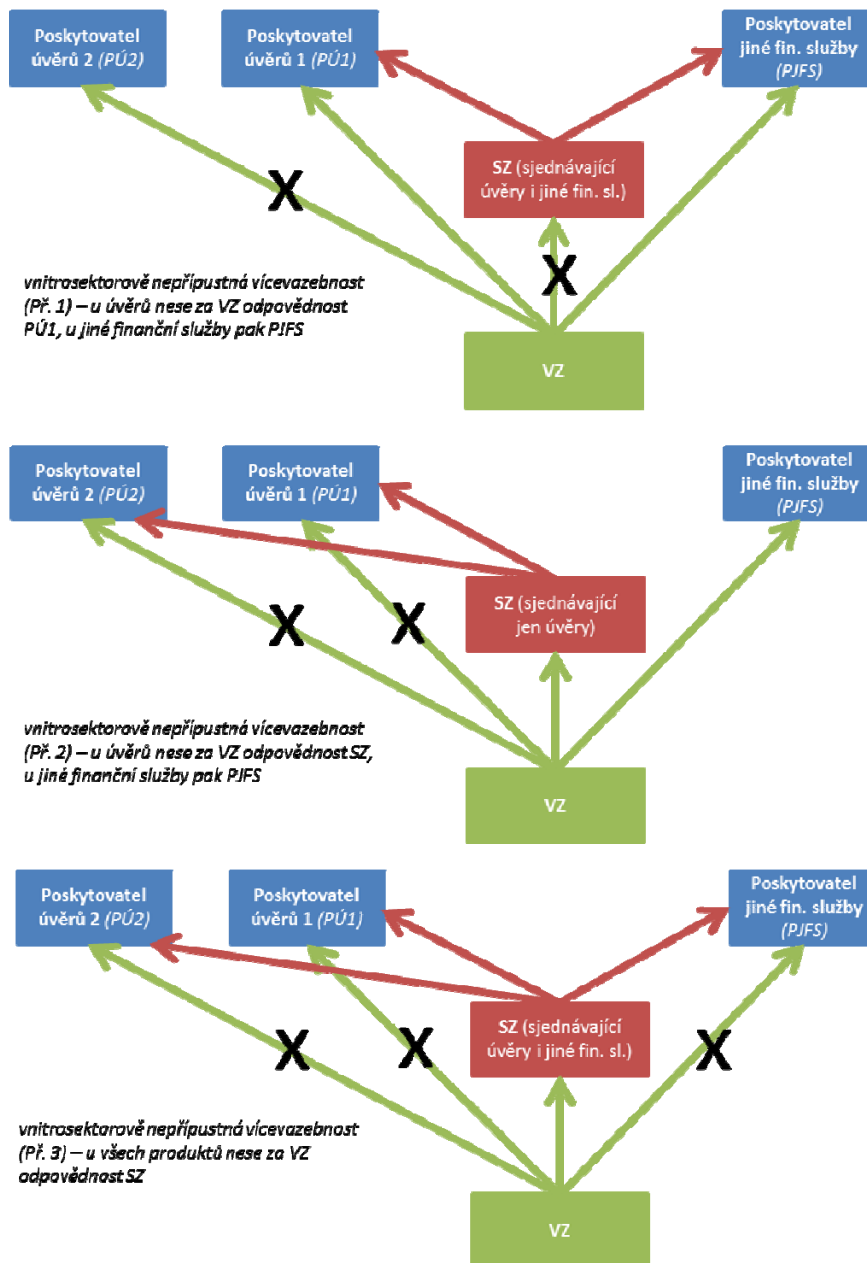 Poskytovatel
úvěrů 2 (PÚ2)
Poskytovatel
úvěrů 1 (PÚ1)
Poskytovatel
jiné fin. služby
(PJFS)
SZ (sjednávající
úvěry i jiné fin. sl.)
X
X
vnitrosektorově nepřípustná vícevazebnost
(Př. 1) – u úvěrů nese za VZ odpovědnost
PÚ1, u jiné finanční služby pak PJFS
VZ
Poskytovatel
úvěrů 2 (PÚ2)
Poskytovatel
úvěrů 1 (PÚ1)
Poskytovatel
jiné fin. služby
(PJFS)
SZ (sjednávající
jen úvěry)
X
X
vnitrosektorově nepřípustná vícevazebnost
(Př. 2) – u úvěrů nese za VZ odpovědnost SZ,
u jiné finanční služby pak PJFS
VZ
Poskytovatel
úvěrů 2 (PÚ2)
Poskytovatel
úvěrů 1 (PÚ1)
Poskytovatel
jiné fin. služby
(PJFS)
SZ (sjednávající
úvěry i jiné fin. sl.)
X
X
X
vnitrosektorově nepřípustná vícevazebnost
(Př. 3) – u všech produktů nese za VZ
odpovědnost SZ
VZ